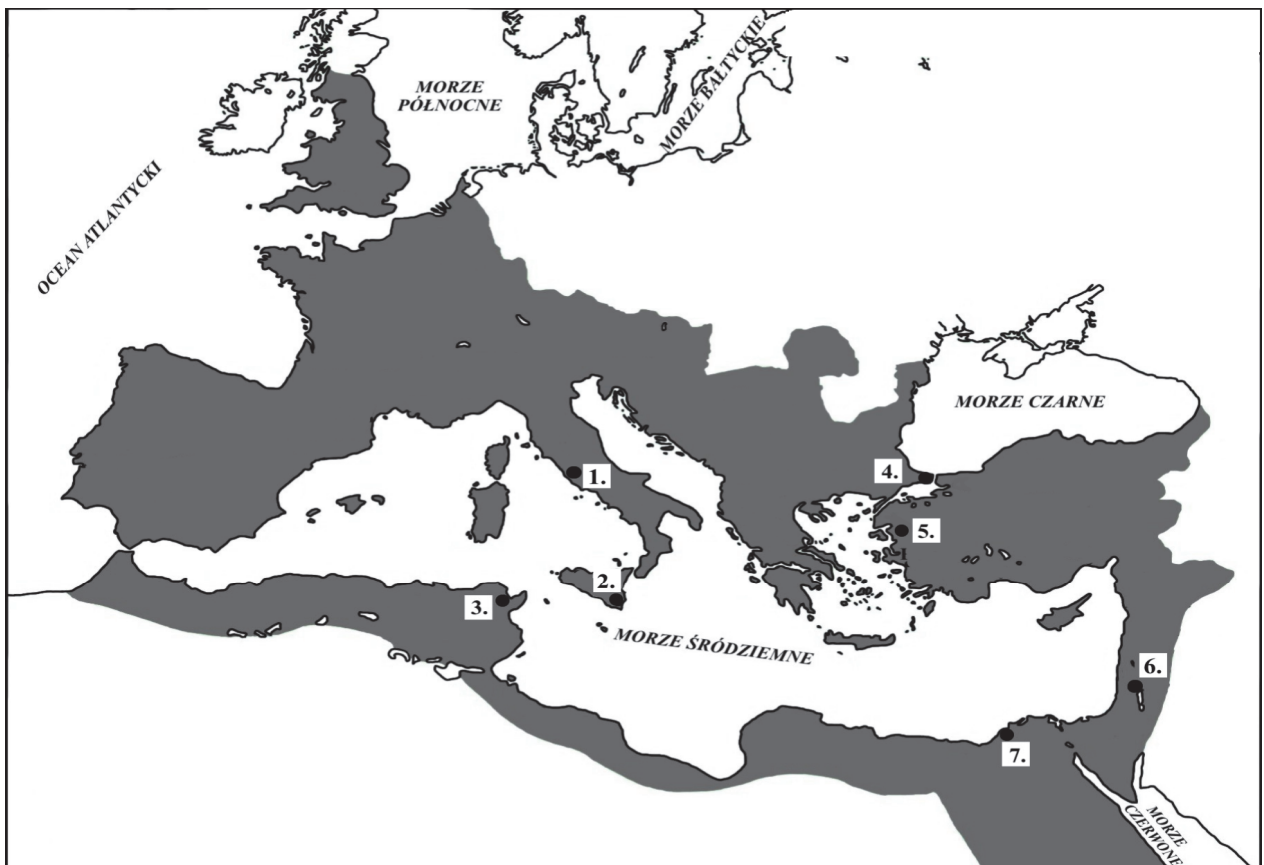 MORZE
PÓŁNOCNE
MORZE BAŁTYCKIE
OCEAN ATLANTYCKI
MORZE CZARNE
4.
1.
5.
2.
3.
MORZE ŚRÓDZIEMNE
6.
7.
MORZE
CZERWONE